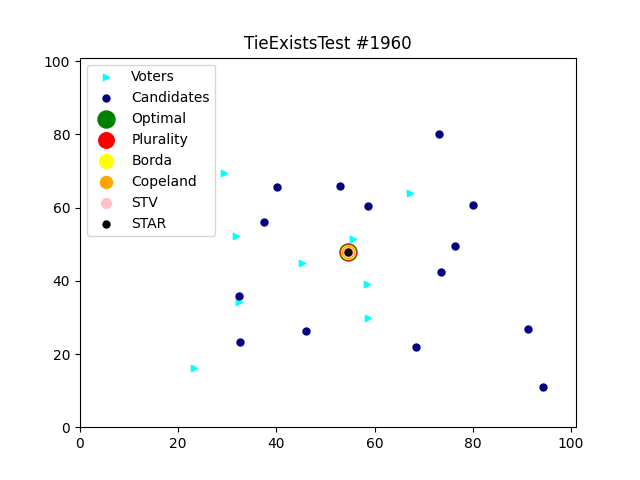 TieExistsTest #1960
Voters
Candidates
Optimal
Plurality
Borda
Copeland
STV
STAR
100
80
60
40
20
0
0 20 40 60 80 100